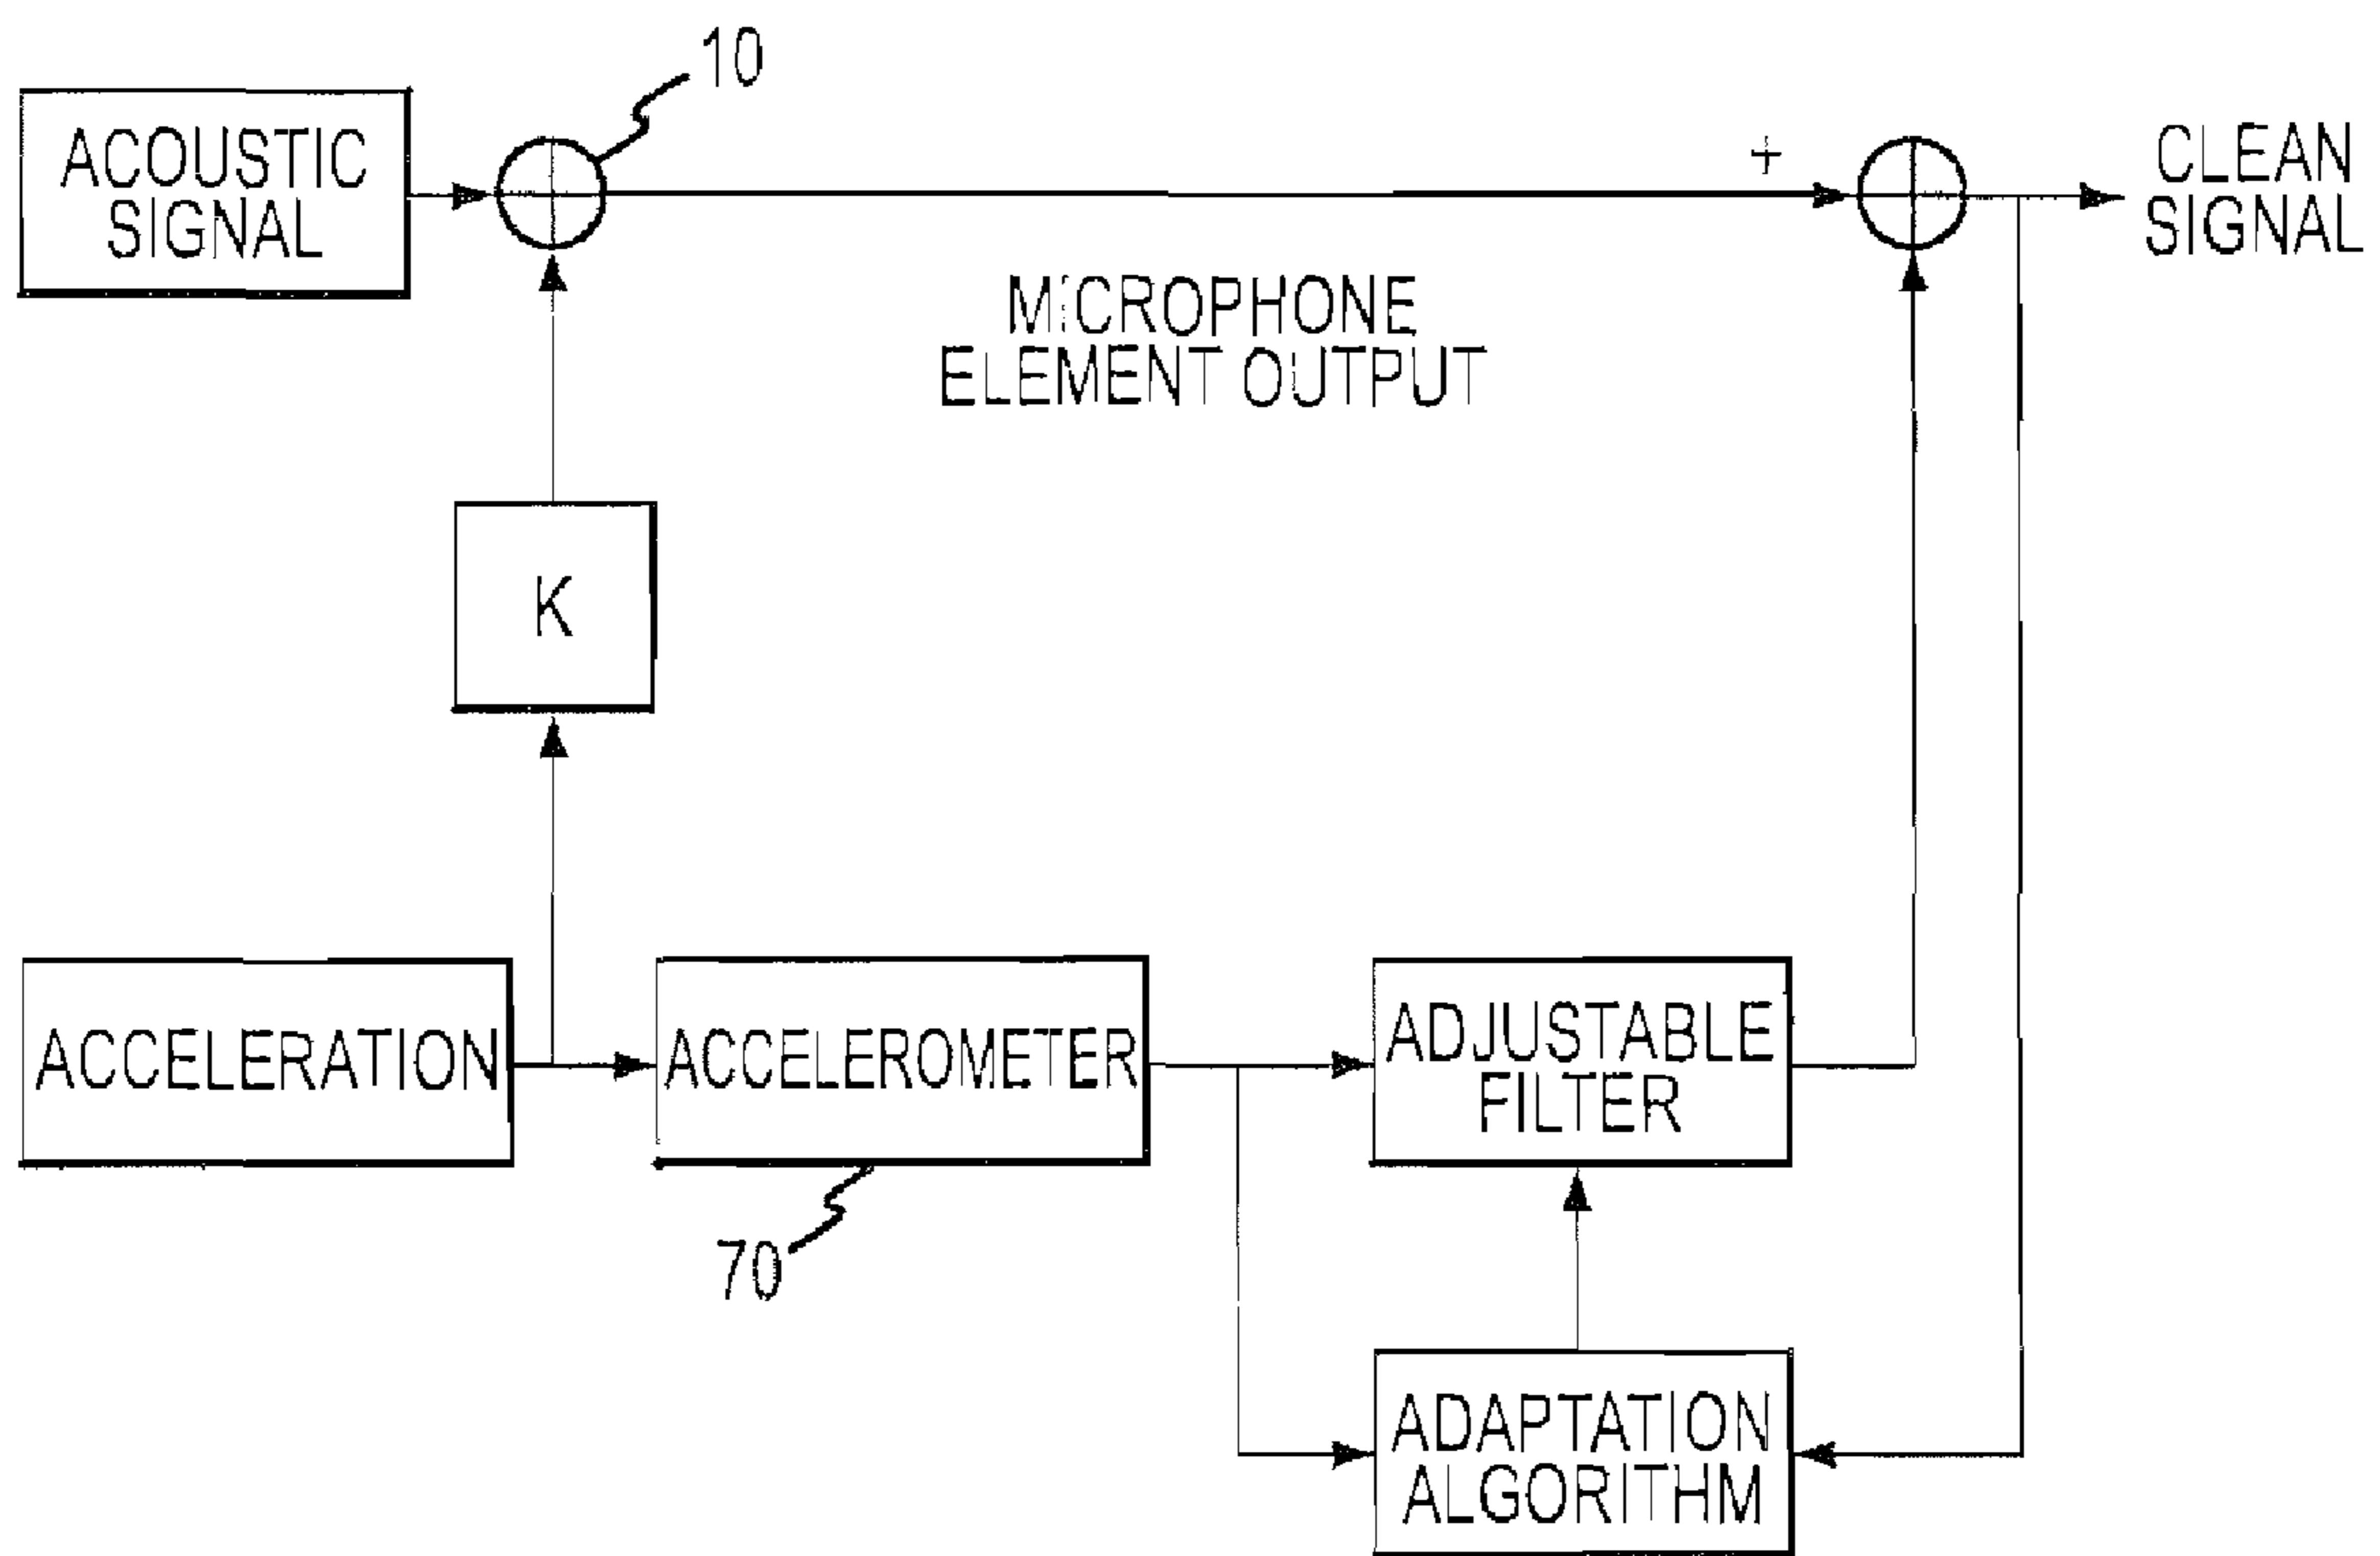 10
ACOUSTIC
SIGNAL
+
CLEAN
SIGNAL
MICROPHONE
ELEMENT OUTPUT
K
ACCELERATION
ACCELEROMETER
ADJUSTABLE
FILTER
70
ADAPTATION
ALGORITHM